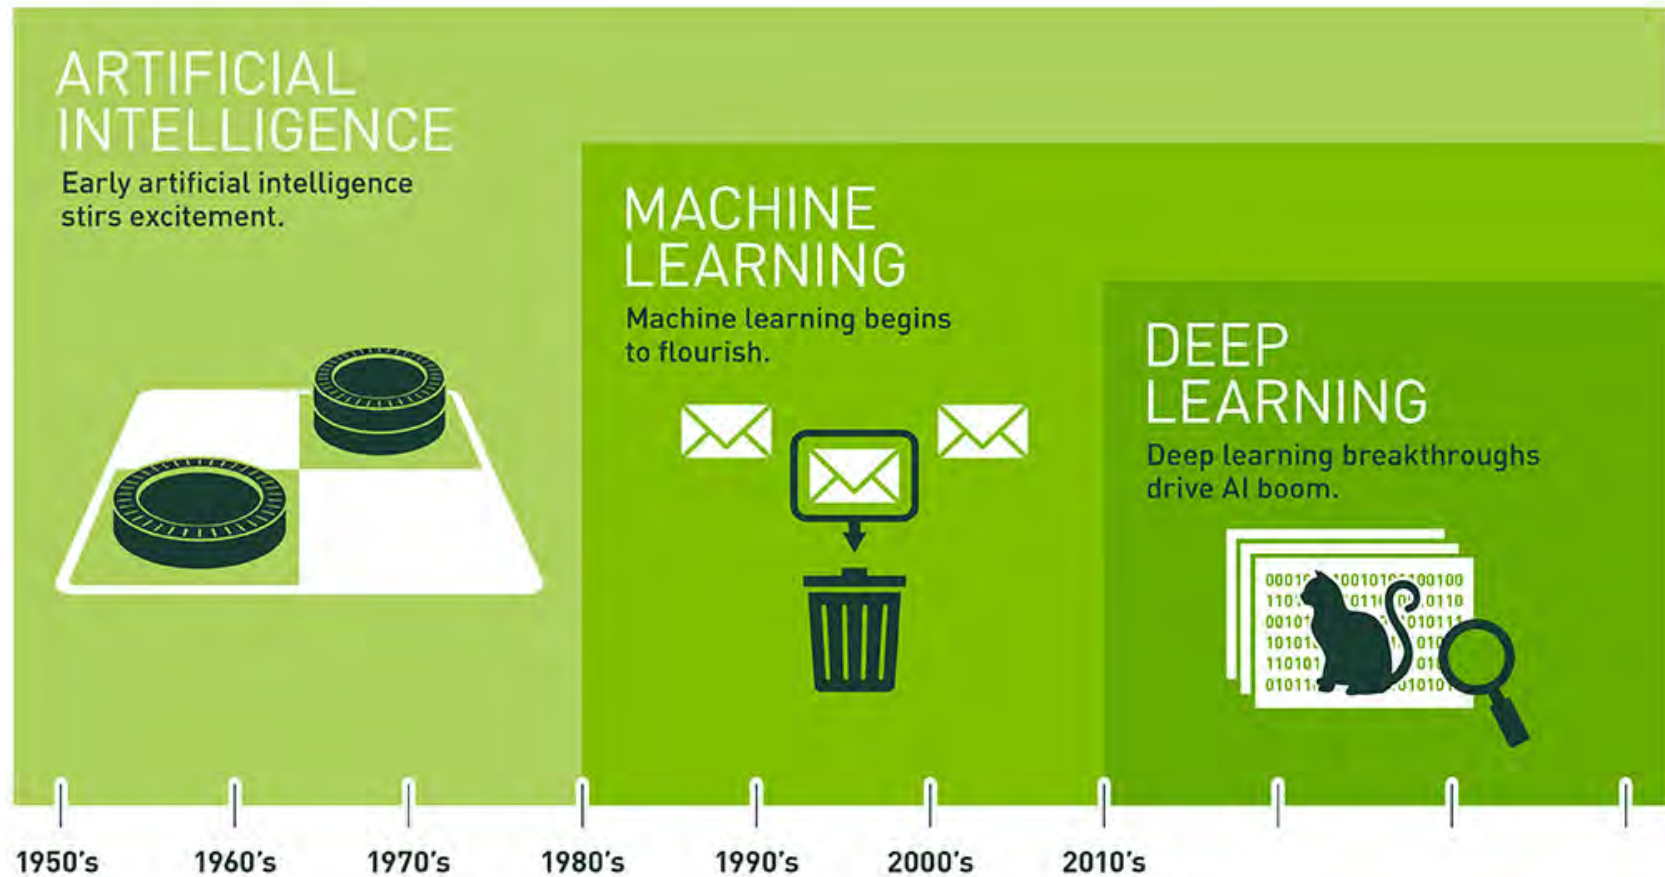 ARTIFICIAL
INTELLIGENCE
Early artificial intelligence
stirs excitement.
MACHINE
LEARNING
Machine learning begins
to flourish.
DEEP
LEARNING
Deep learning breakthroughs
drive AI boom.
1950's 1960's 1970's 1980's 1990's 2000's 2010's